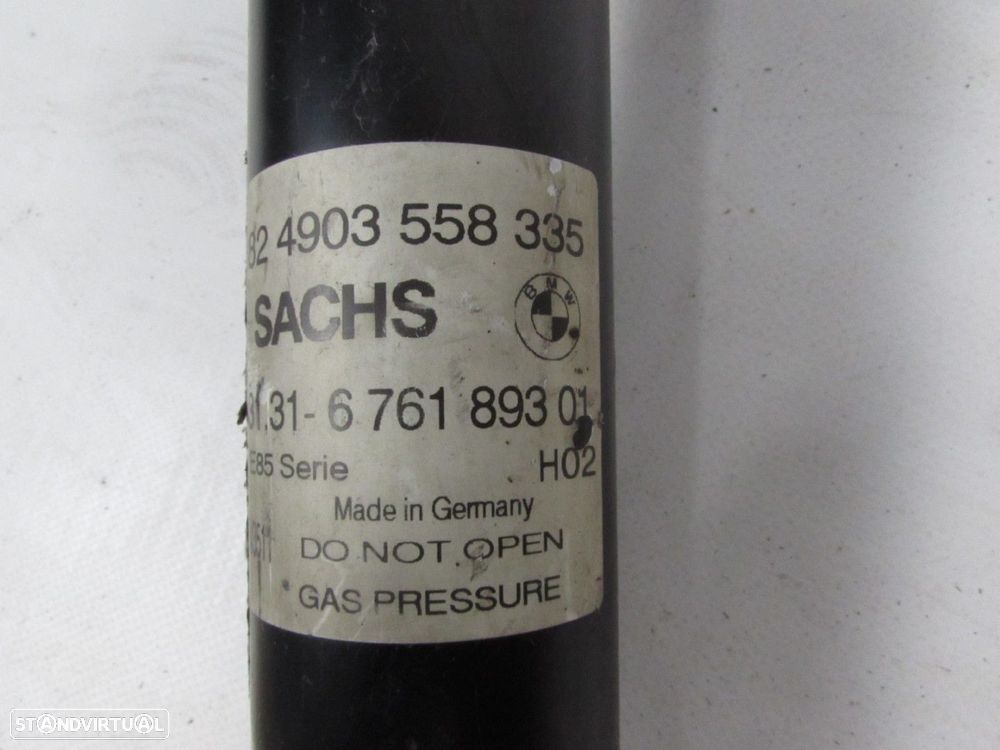 82 4903 558 335
SACHS
BMW
31.31- 6 761 893 01
E85 Serie
H02
Made in Germany
DO NOT OPEN
GAS PRESSURE
STANDVIRTUAL